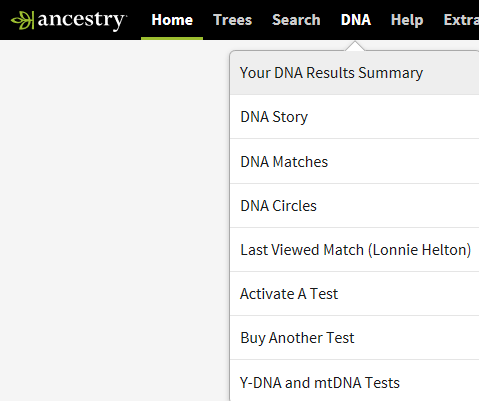 ancestry Home Trees Search DNA Help Extra
Your DNA Results Summary
DNA Story
DNA Matches
DNA Circles
Last Viewed Match (Lonnie Helton)
Activate A Test
Buy Another Test
Y-DNA and mtDNA Tests